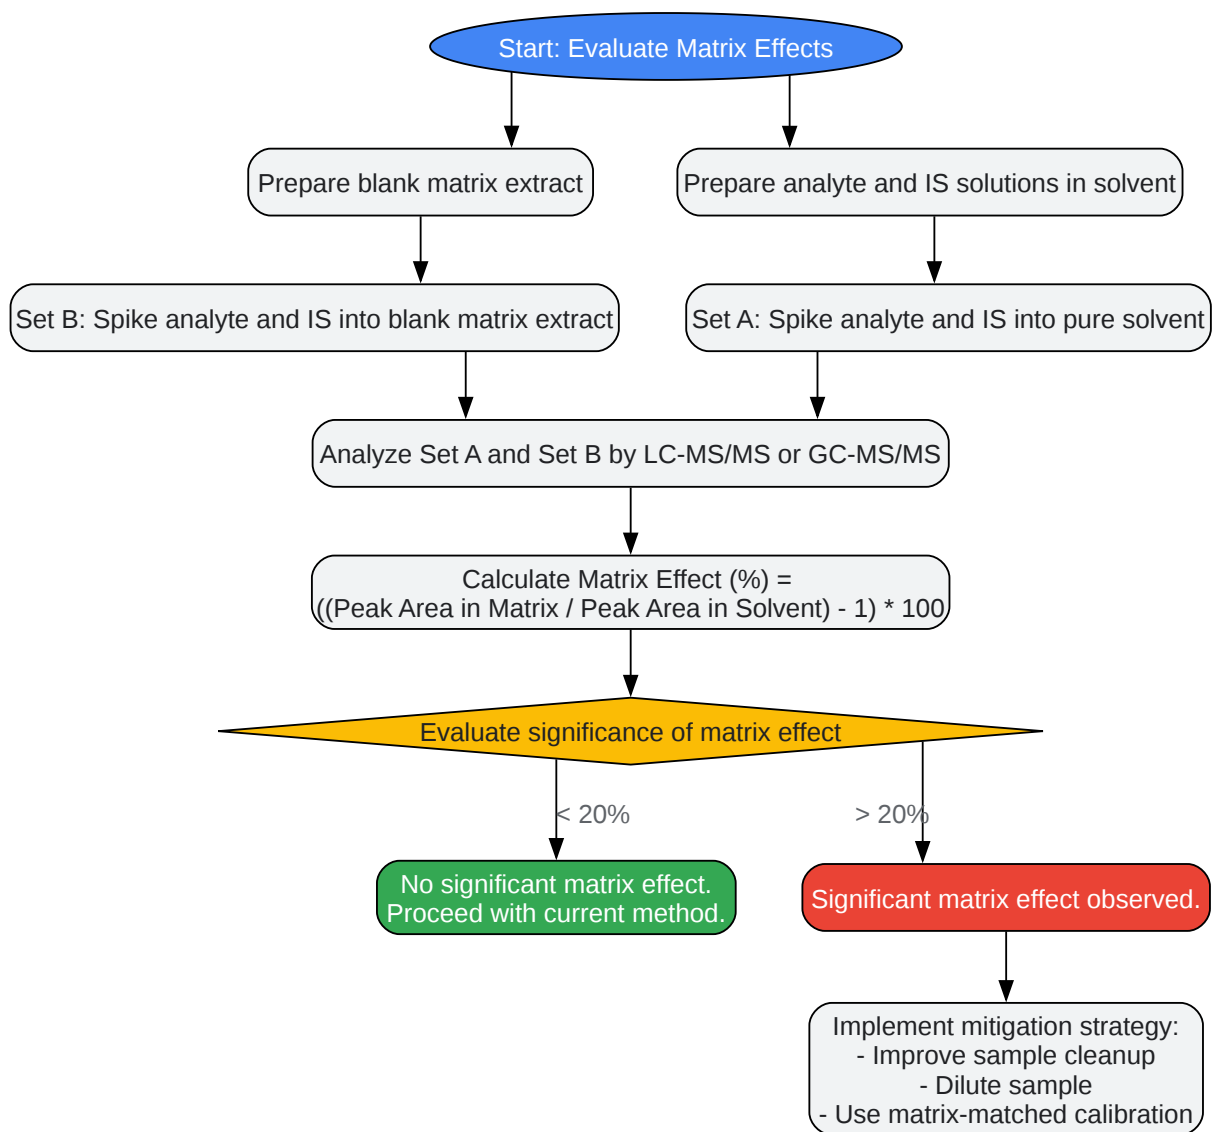 Start: Evaluate Matrix Effects
Prepare blank matrix extract
Prepare analyte and IS solutions in solvent
Set B: Spike analyte and IS into blank matrix extract
Set A: Spike analyte and IS into pure solvent
Analyze Set A and Set B by LC-MS/MS or GC-MS/MS
Calculate Matrix Effect (%) =
((Peak Area in Matrix / Peak Area in Solvent) - 1) * 100
Evaluate significance of matrix effect
< 20%
> 20%
No significant matrix effect.
Proceed with current method.
Significant matrix effect observed.
Implement mitigation strategy:
- Improve sample cleanup
- Dilute sample
- Use matrix-matched calibration